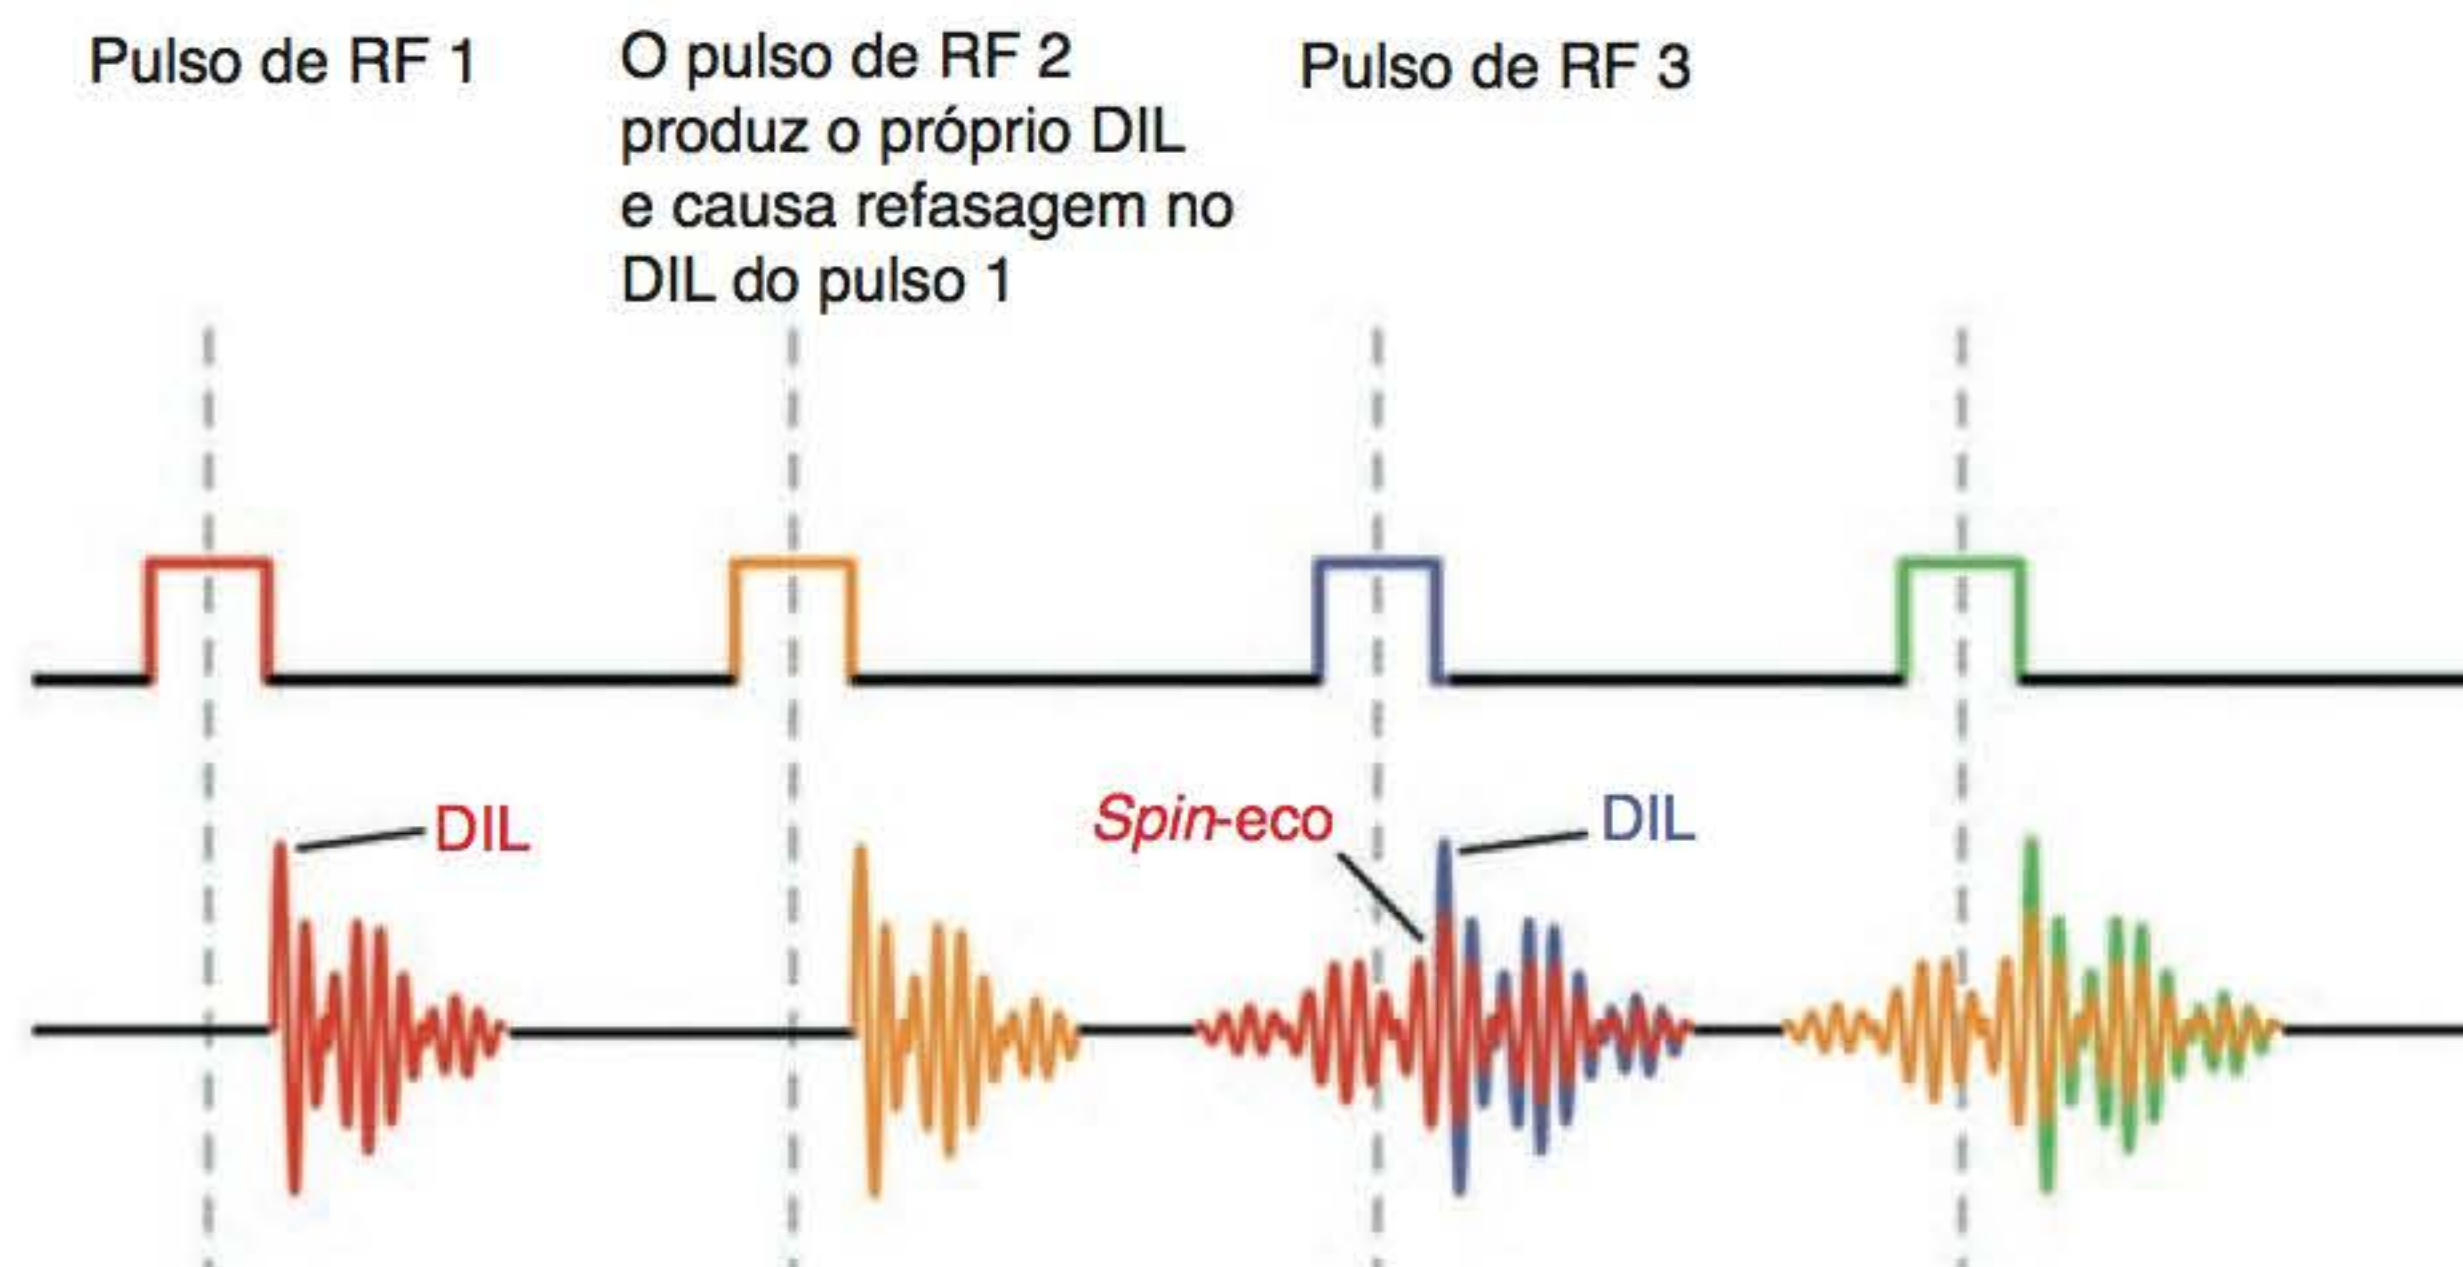 Pulso de RF 1
O pulso de RF 2
produz o próprio DIL
e causa refasagem no
DIL do pulso 1
Pulso de RF 3
DIL
Spin-eco
DIL